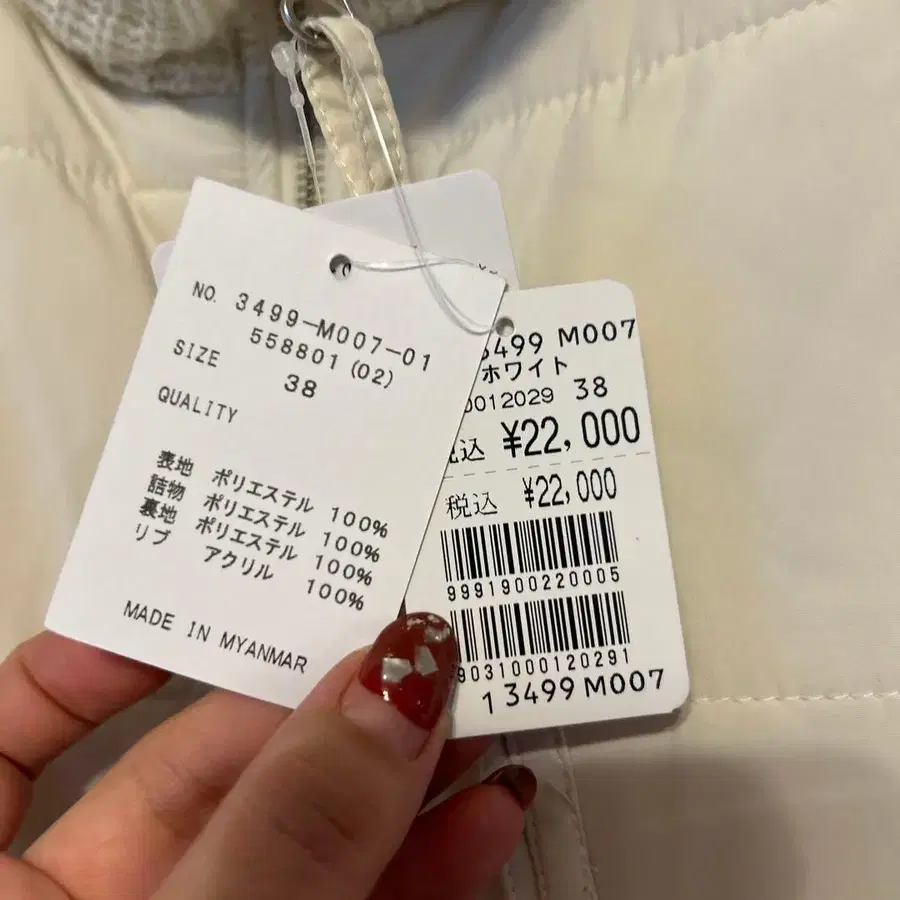 NO. 3499-M007-01
558801 (02)
SIZE 38
QUALITY
表地 ポリエステル 100%
詰物 ポリエステル 100%
裏地 ポリエステル 100%
リブ アクリル 100%
MADE IN MYANMAR
3499 M007
ホワイト
0012029 38
税込 ¥22,000
税込 ¥22,000
9991900220005
9031000120291
1 3499 M007